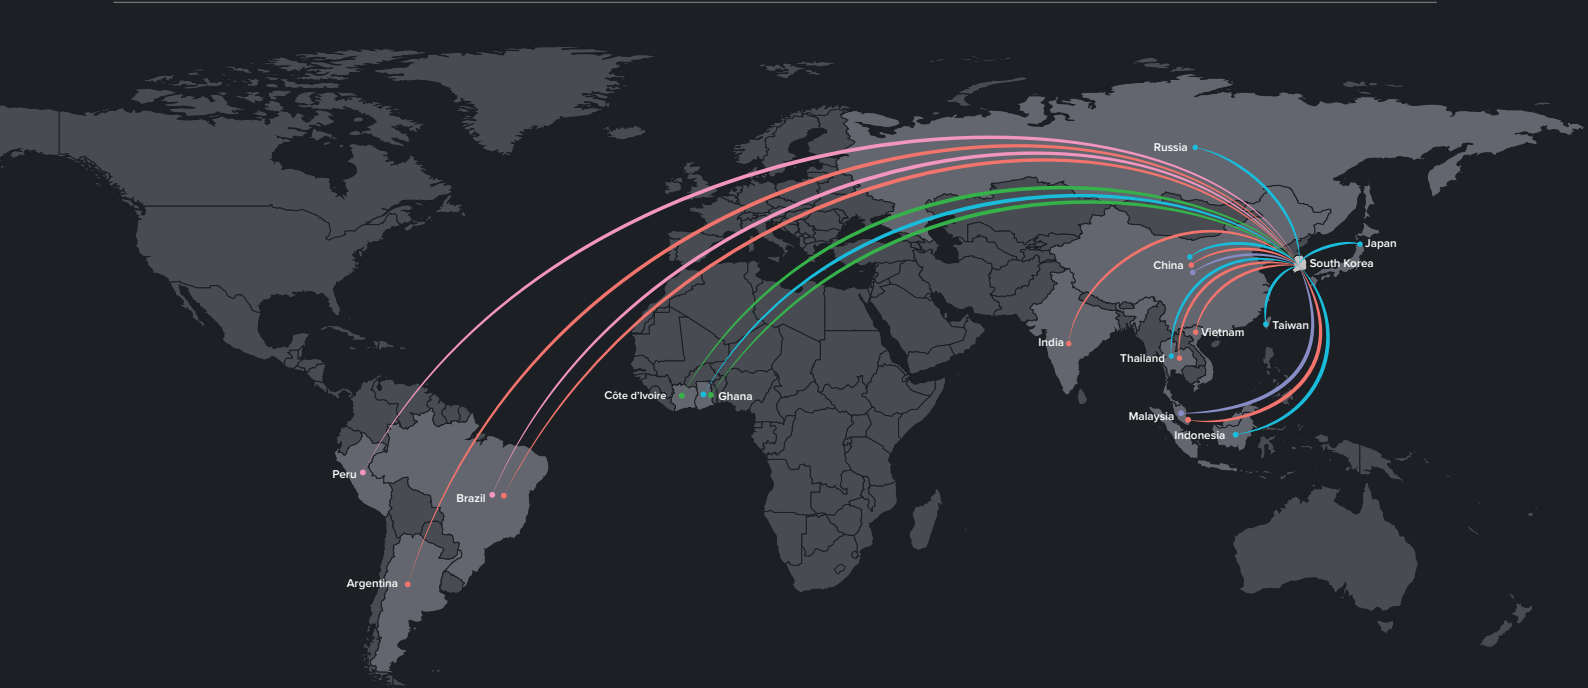 Russia
Japan
China
South Korea
Taiwan
Vietnam
India
Thailand
Côte d'Ivoire
Ghana
Malaysia
Indonesia
Peru
Brazil
Argentina